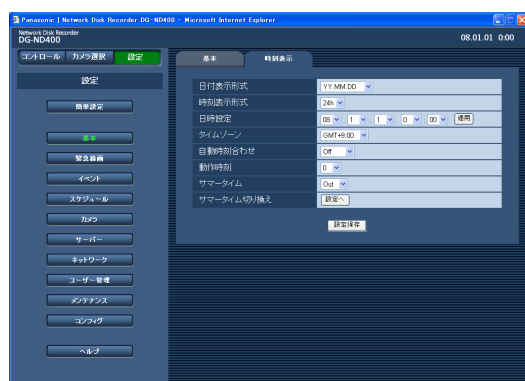 Panasonic | Network Disk Recorder DG-ND400 - Microsoft Internet Explorer
Network Disk Recorder
DG-ND400
08.01.01 0:00
コントロール カメラ選択 設定
基本 時刻表示
設定
簡単設定
基本
緊急録画
イベント
スケジュール
カメラ
サーバー
ネットワーク
ユーザー管理
メンテナンス
コンフィグ
ヘルプ
日付表示形式 YY.MM.DD
時刻表示形式 24h
日時設定 08 1 1 0 : 00 適用
タイムゾーン GMT+9:00
自動時刻合わせ Off
動作時刻 0
サマータイム Out
サマータイム切り換え 設定へ
設定保存